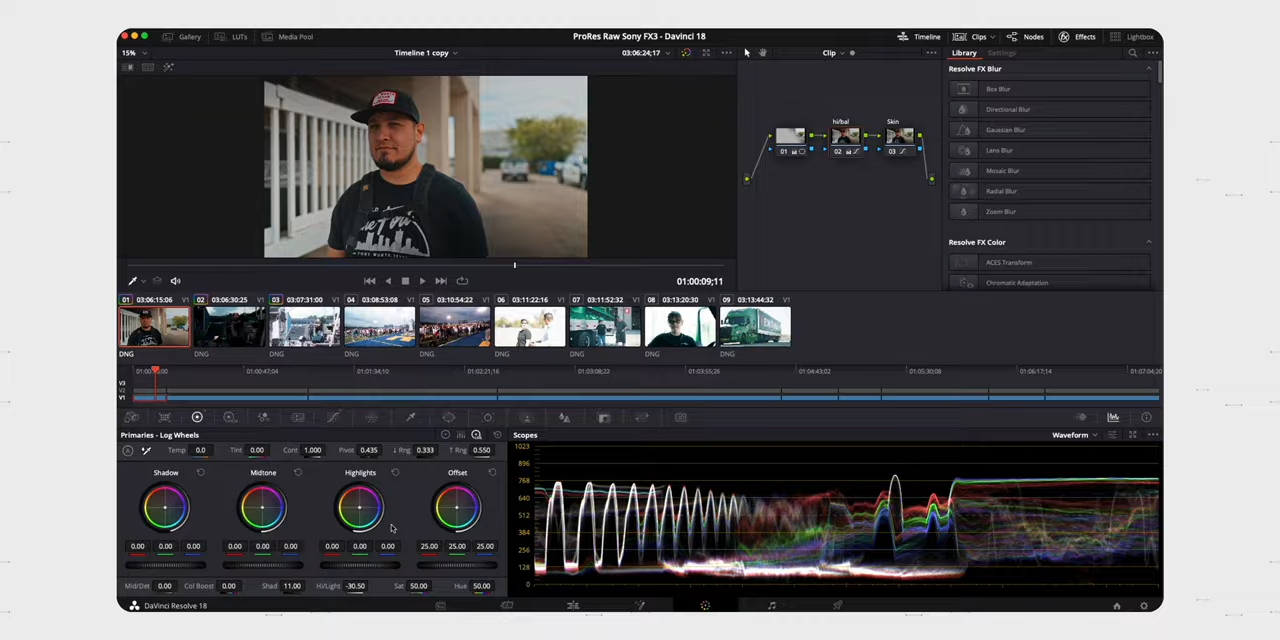 Gallery LUTs Media Pool ProRes Raw Sony FX3 - Davinci 18 Timeline Clips Nodes Effects Lightbox
15% Timeline 1 copy 03:06:24;17 Clip Library Settings
Resolve FX Blur
Box Blur
Directional Blur
Gaussian Blur
Lens Blur
Mosaic Blur
Radial Blur
Zoom Blur
Resolve FX Color
ACES Transform
Chromatic Adaptation
hi/bal Skin
01 02 03
FORT WORTH, TEXAS
01:00:09;11
01 03:06:15:06 V1 02 03:06:30:25 V1 03 03:07:31:00 V1 04 08:53:08 V1 05 03:10:54:22 V1 06 03:11:22:16 V1 07 03:11:52:32 V1 08 03:13:20:30 V1 09 03:13:44:32 V1
DNG DNG DNG DNG DNG DNG DNG DNG DNG
01:00:47;04 01:01:34;10 01:02:21;16 01:03:08;22 01:03:55;26 01:04:43;02 01:05:30;08 01:06:17;14 01:07:04;20
V3
V2
V1
Primaries - Log Wheels
Temp 0.0 Tint 0.00 Cont 1.000 Pivot 0.435 L Rng 0.333 T Rng 0.550
Shadow Midtone Highlights Offset
0.00 0.00 0.00 0.00 0.00 0.00 0.00 0.00 0.00 25.00 25.00 25.00
Mid/Det 0.00 Col Boost 0.00 Shad 11.00 Hi/Light -30.50 Sat 50.00 Hue 50.00
Scopes Waveform
1023
896
768
640
512
384
256
128
0
DaVinci Resolve 18